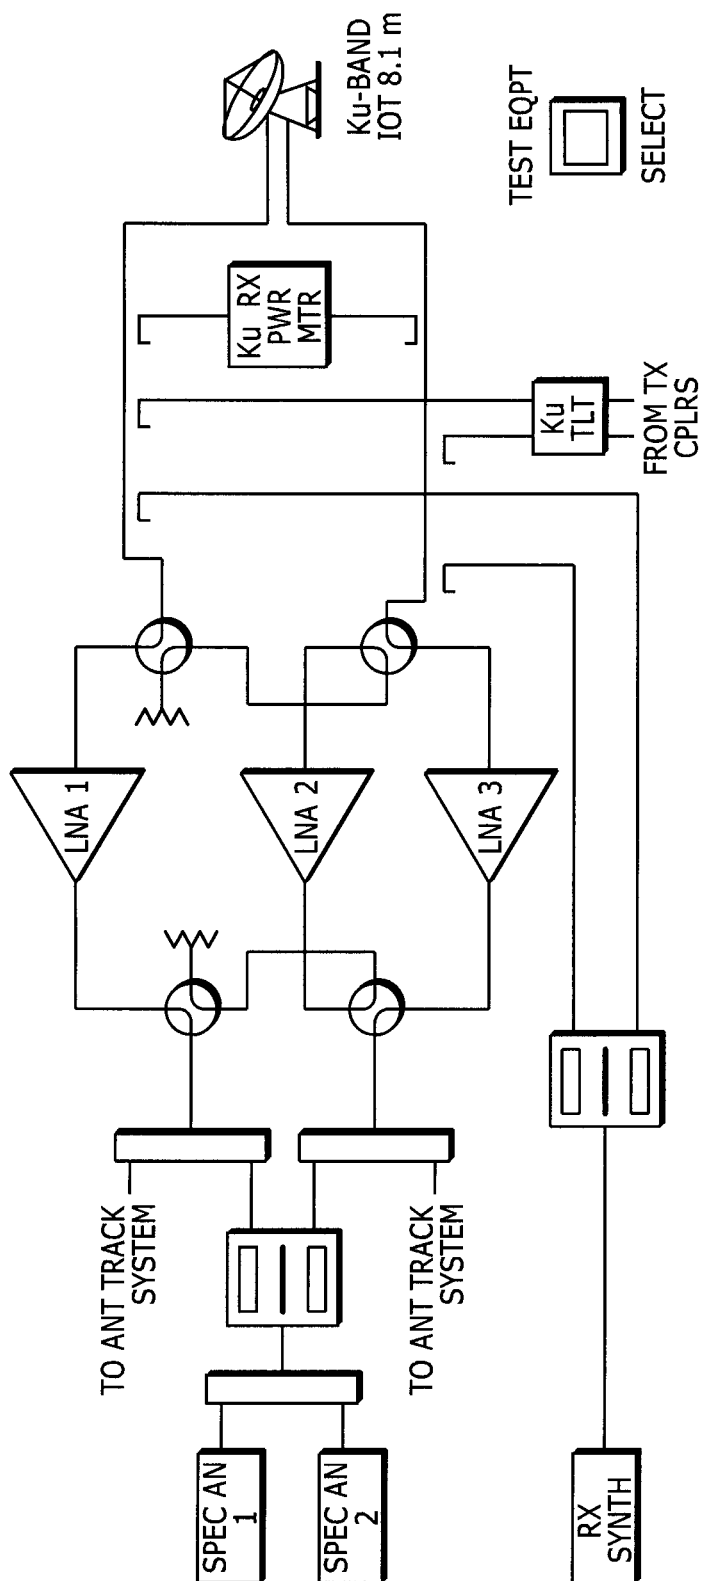 Ku-BAND
IOT 8.1 m
TEST EQPT
SELECT
Ku RX
PWR
MTR
Ku
TLT
FROM TX
CPLRS
LNA 1
LNA 2
LNA 3
TO ANT TRACK
SYSTEM
TO ANT TRACK
SYSTEM
SPEC AN
1
SPEC AN
2
RX
SYNTH